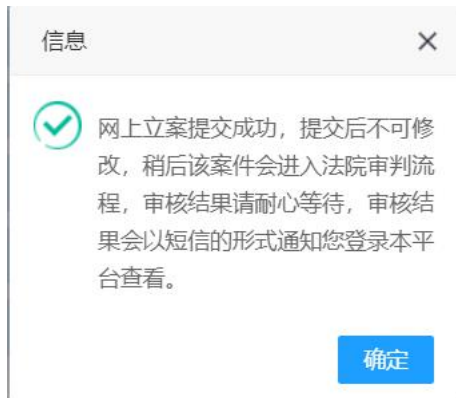 信息
网上立案提交成功，提交后不可修
改，稍后该案件会进入法院审判流
程，审核结果请耐心等待，审核结
果会以短信的形式通知您登录本平
台查看。
确定